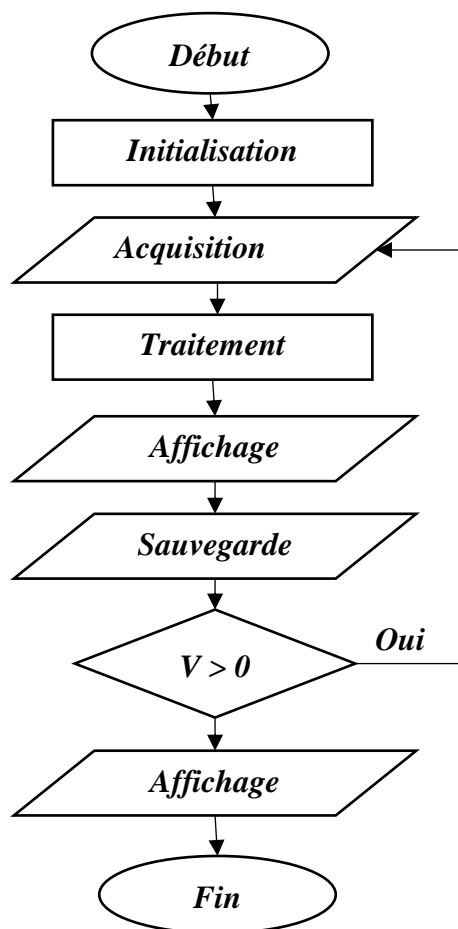 Début
Initialisation
Acquisition
Traitement
Affichage
Sauvegarde
Oui
V > 0
Affichage
Fin